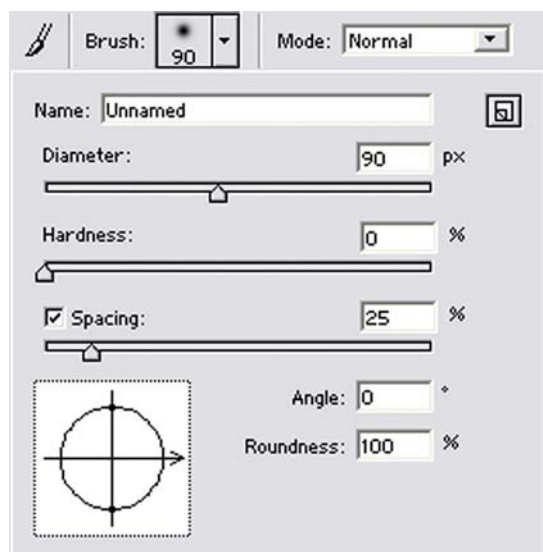 Brush: 90 Mode: Normal
Name: Unnamed
Diameter: 90 px
Hardness: 0 %
Spacing: 25 %
Angle: 0 °
Roundness: 100 %